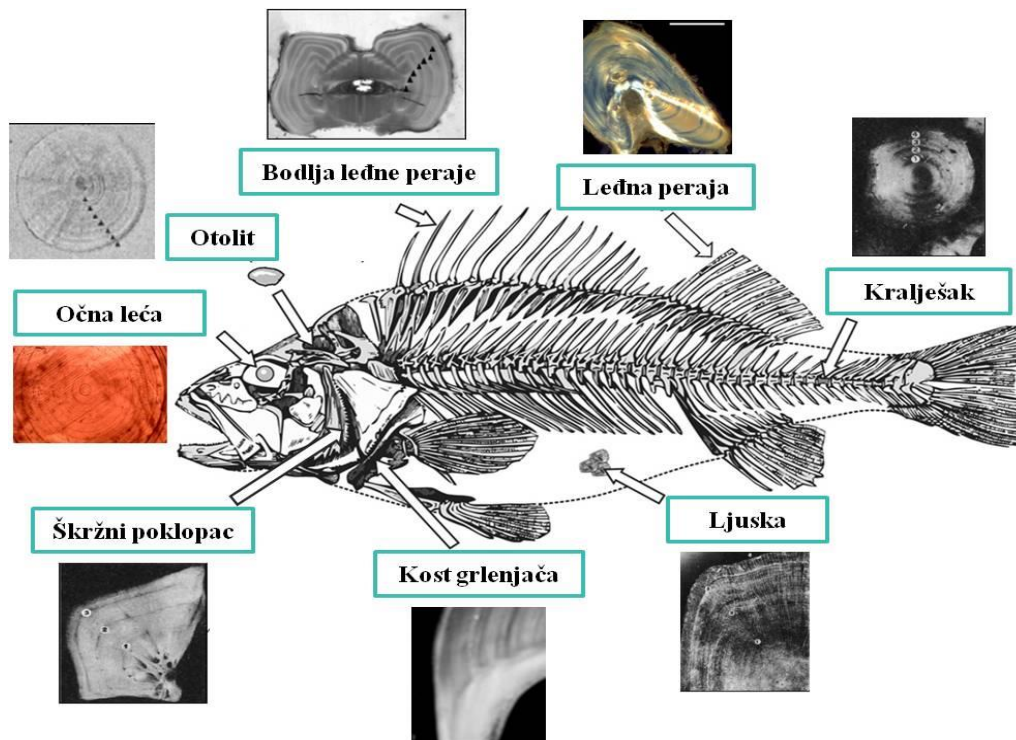 Bodlja leđne peraje
Leđna peraja
Otolit
Očna leća
Kralješak
Škržni poklopac
Kost grlenjača
Ljuska